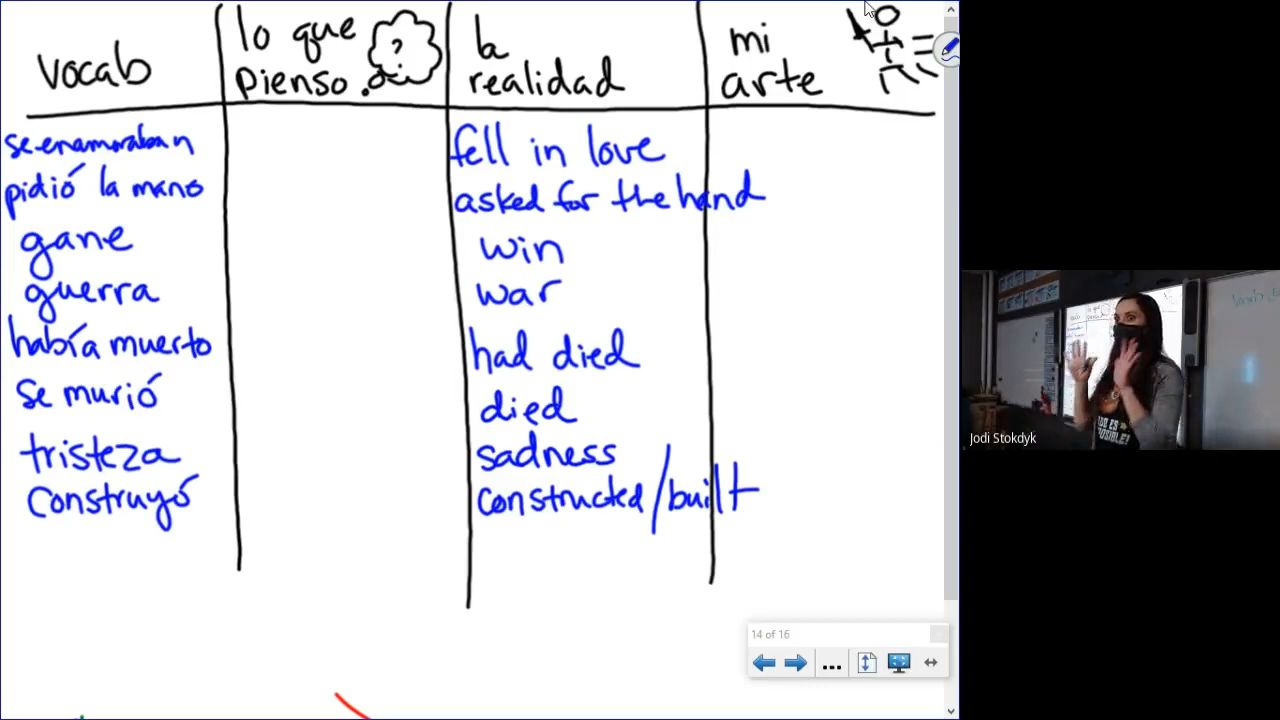 vocab
lo que pienso
?
la realidad
mi arte
se enamoraban
fell in love
pidió la mano
asked for the hand
gane
win
guerra
war
había muerto
had died
se murió
died
tristeza
sadness
construyó
constructed/built
14 of 16
Jodi Stokdyk